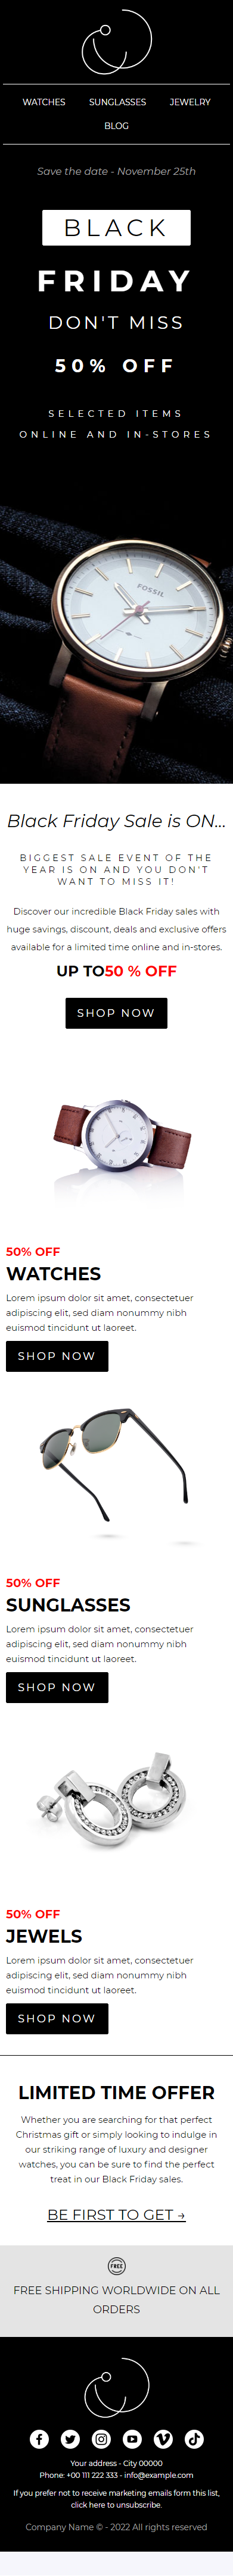 WATCHES SUNGLASSES JEWELRY
BLOG
Save the date - November 25th
BLACK
FRIDAY
DON'T MISS
50% OFF
SELECTED ITEMS
ONLINE AND IN-STORES
FOSSIL
Black Friday Sale is ON...
BIGGEST SALE EVENT OF THE
YEAR IS ON AND YOU DON'T
WANT TO MISS IT!
Discover our incredible Black Friday sales with
huge savings, discount, deals and exclusive offers
available for a limited time online and in-stores.
UP TO50 % OFF
SHOP NOW
50% OFF
WATCHES
Lorem ipsum dolor sit amet, consectetuer
adipiscing elit, sed diam nonummy nibh
euismod tincidunt ut laoreet.
SHOP NOW
50% OFF
SUNGLASSES
Lorem ipsum dolor sit amet, consectetuer
adipiscing elit, sed diam nonummy nibh
euismod tincidunt ut laoreet.
SHOP NOW
50% OFF
JEWELS
Lorem ipsum dolor sit amet, consectetuer
adipiscing elit, sed diam nonummy nibh
euismod tincidunt ut laoreet.
SHOP NOW
LIMITED TIME OFFER
Whether you are searching for that perfect
Christmas gift or simply looking to indulge in
our striking range of luxury and designer
watches, you can be sure to find the perfect
treat in our Black Friday sales.
BE FIRST TO GET →
FREE
FREE SHIPPING WORLDWIDE ON ALL
ORDERS
Your address - City 00000
Phone: +00 111 222 333 - info@example.com
If you prefer not to receive marketing emails form this list,
click here to unsubscribe.
Company Name © - 2022 All rights reserved